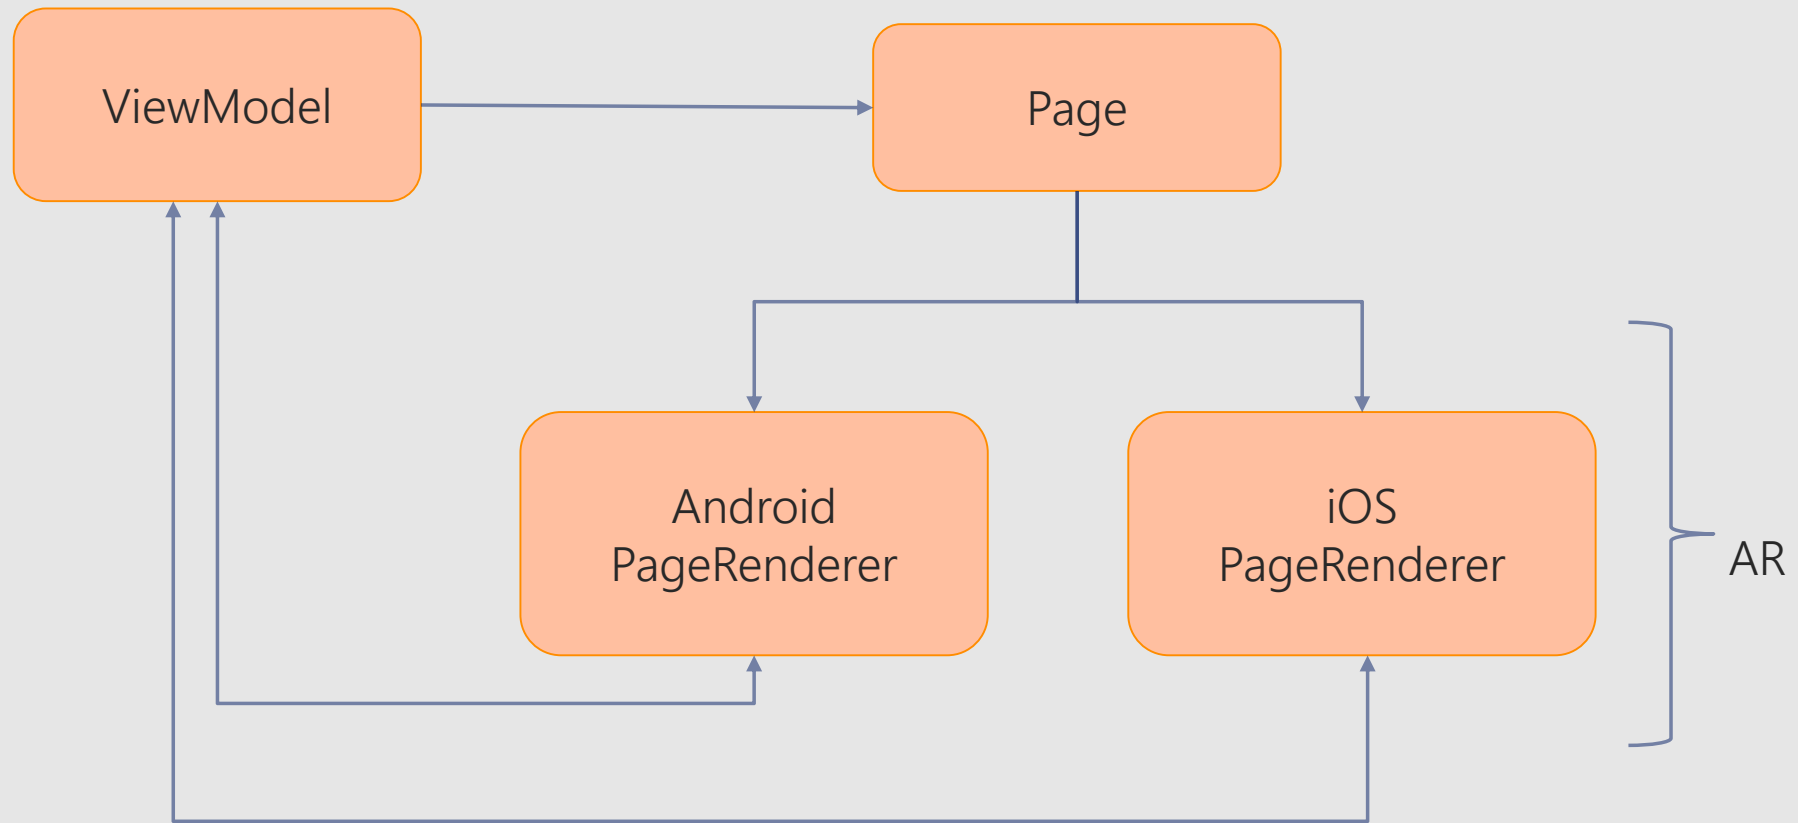 ViewModel
Page
Android
PageRenderer
iOS
PageRenderer
AR